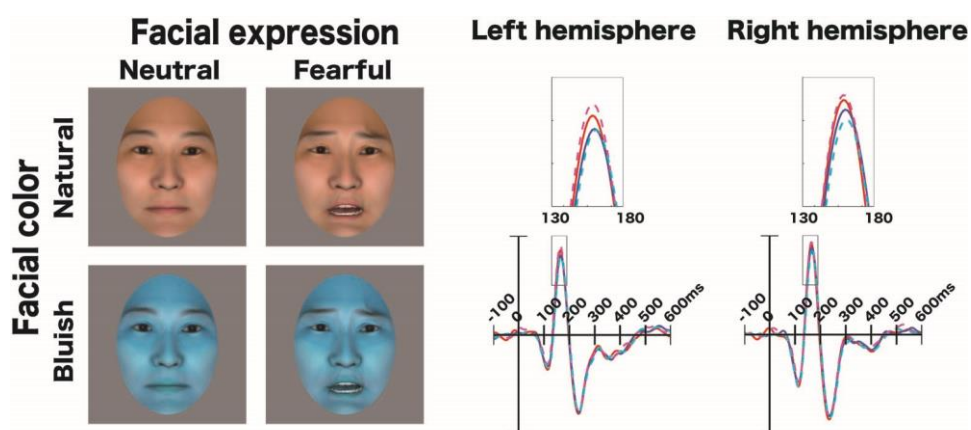 Facial expression
Neutral Fearful
Facial color
Natural
Bluish
Left hemisphere
130 180
-100 0 100 200 300 400 500 600ms
Right hemisphere
130 180
-100 0 100 200 300 400 500 600ms